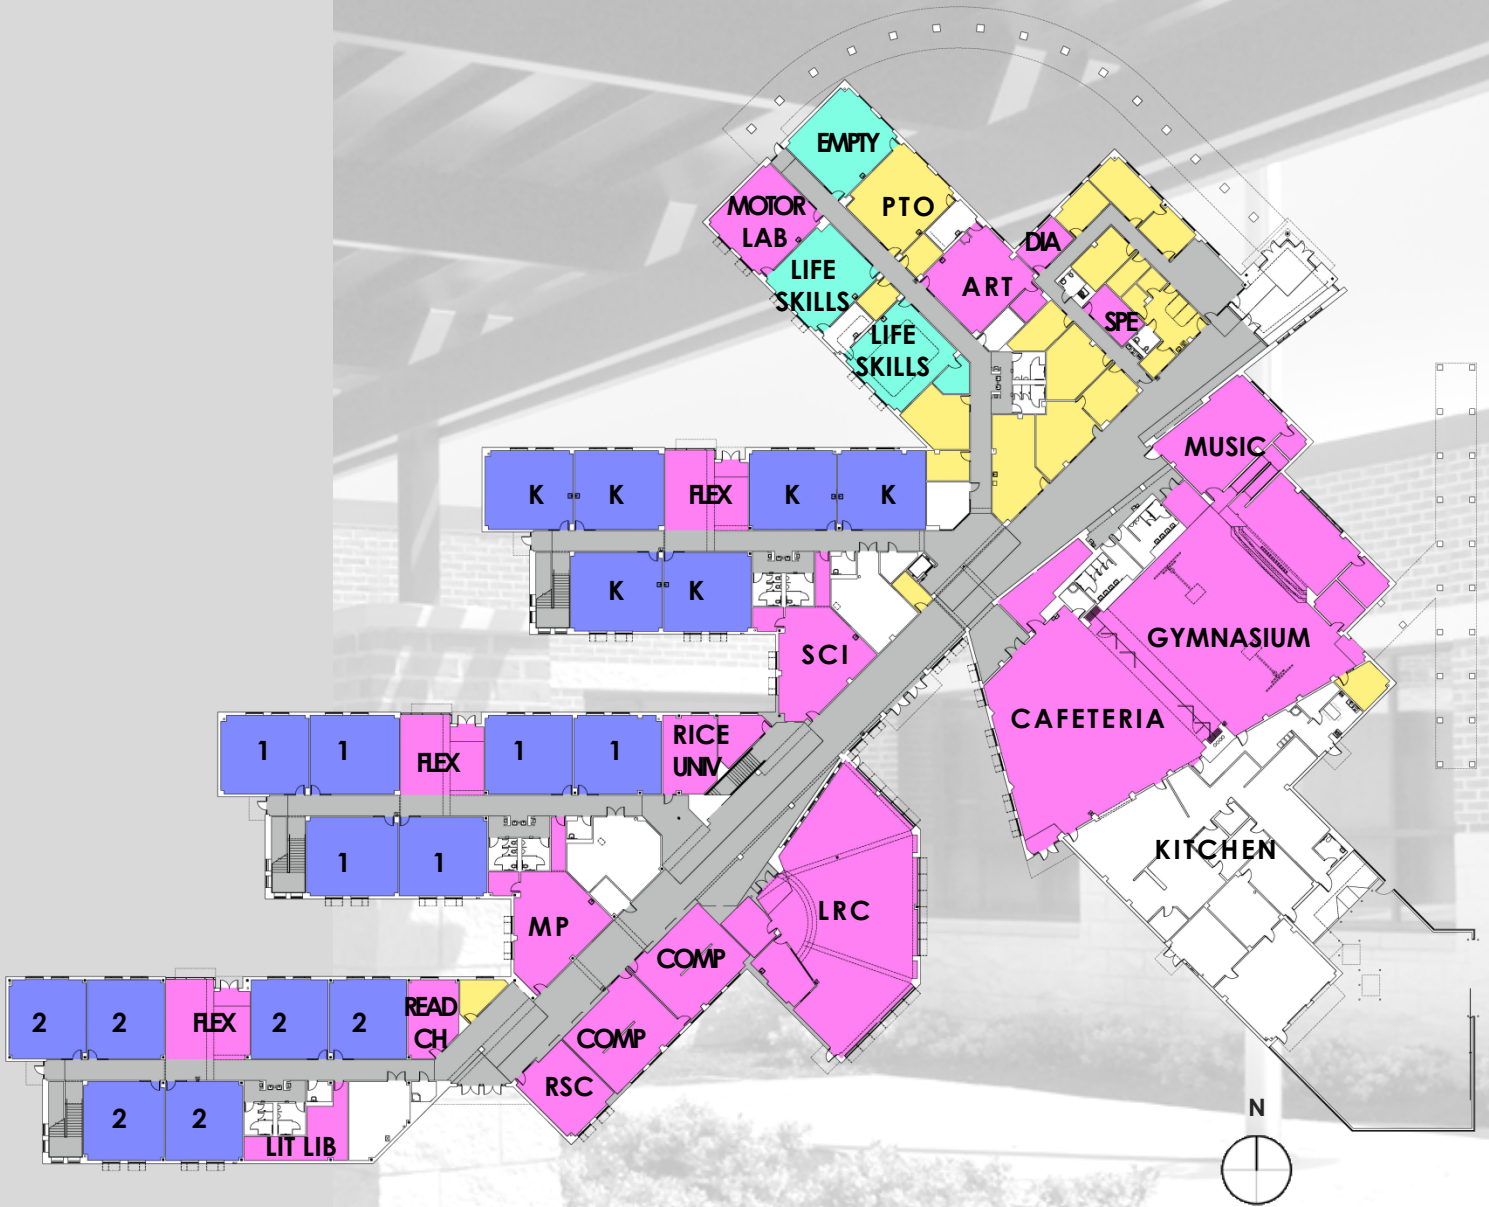 EMPTY
PTO
MOTOR
LAB
DIA
LIFE
SKILLS
ART
SPE
LIFE
SKILLS
MUSIC
K
K
FLEX
K
K
K
K
SCI
GYMNASIUM
CAFETERIA
1
1
FLEX
1
1
RICE
UNIV
1
1
KITCHEN
LRC
MP
COMP
2
2
FLEX
2
2
READ
CH
COMP
RSC
2
2
LIT LIB
N